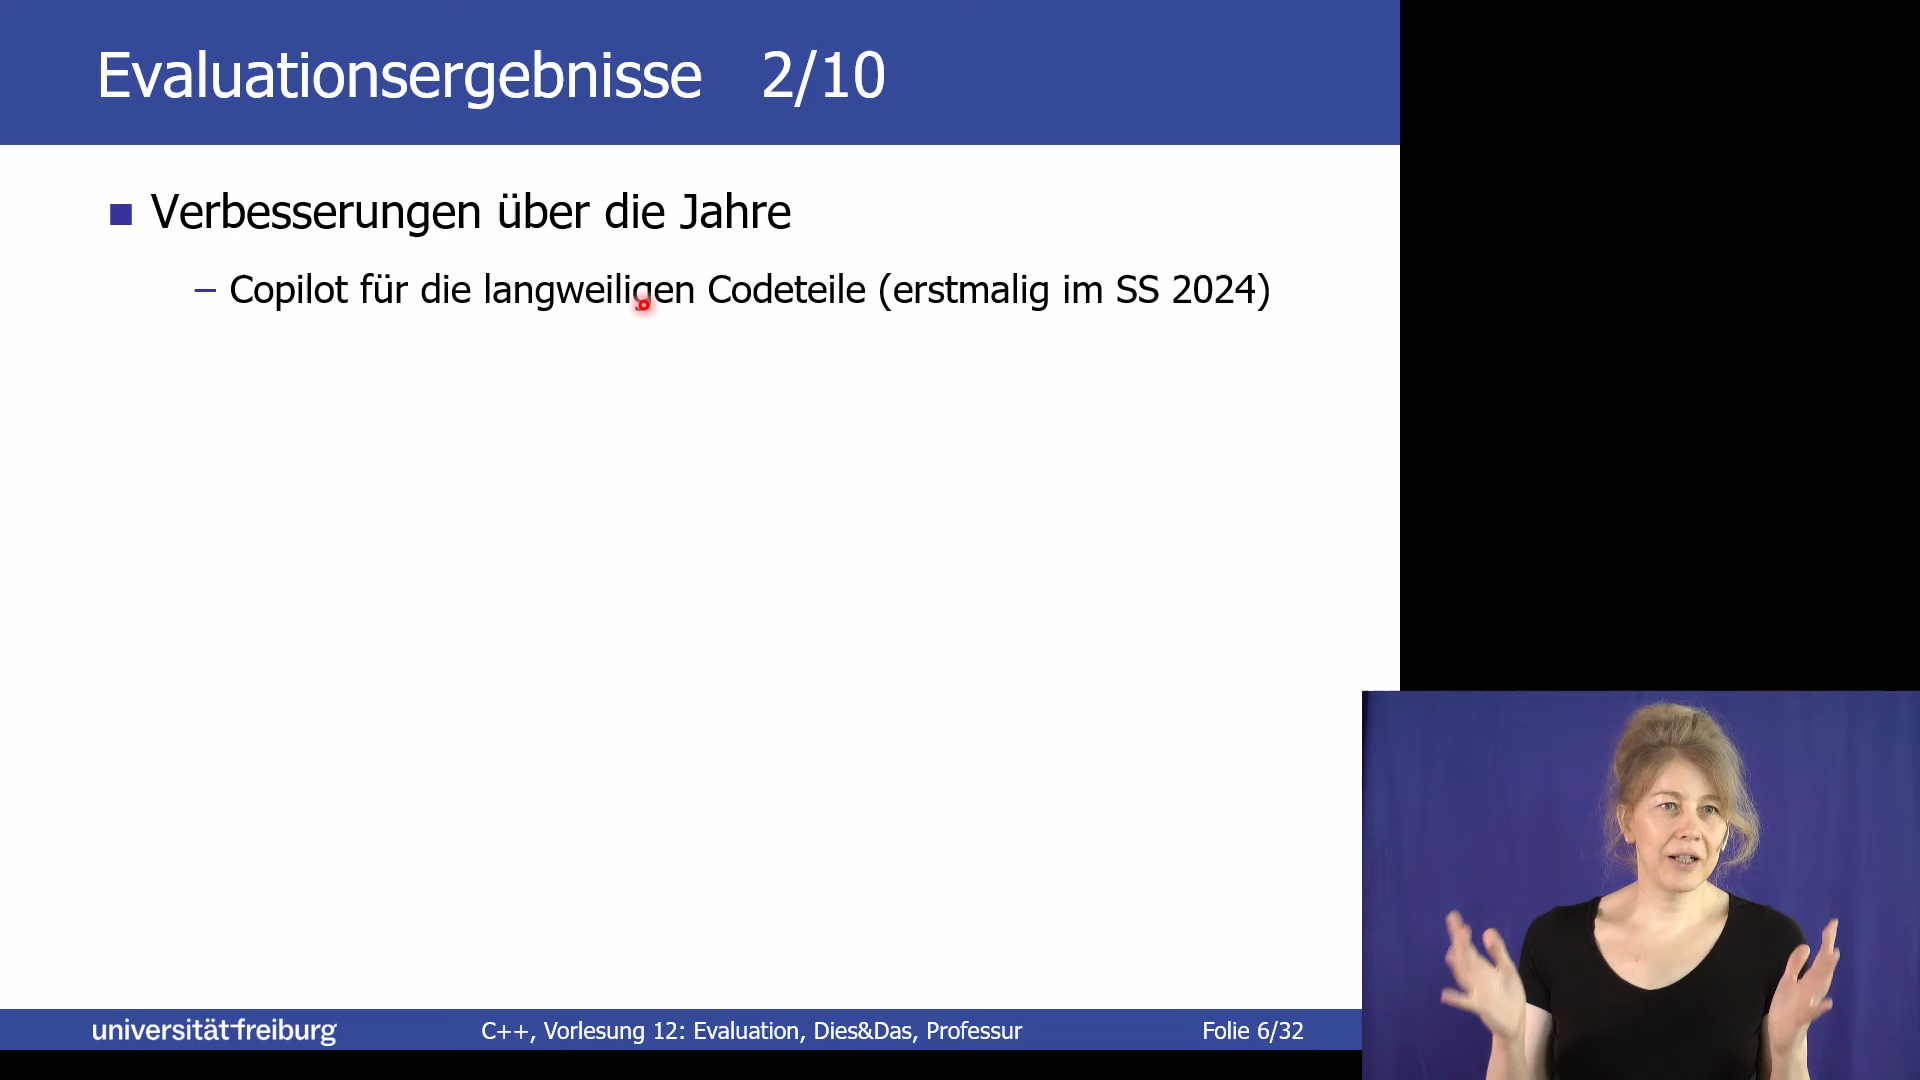 Evaluationsergebnisse 2/10
Verbesserungen über die Jahre
– Copilot für die langweiligen Codeteile (erstmalig im SS 2024)
universität freiburg
C++, Vorlesung 12: Evaluation, Dies&Das, Professur
Folie 6/32